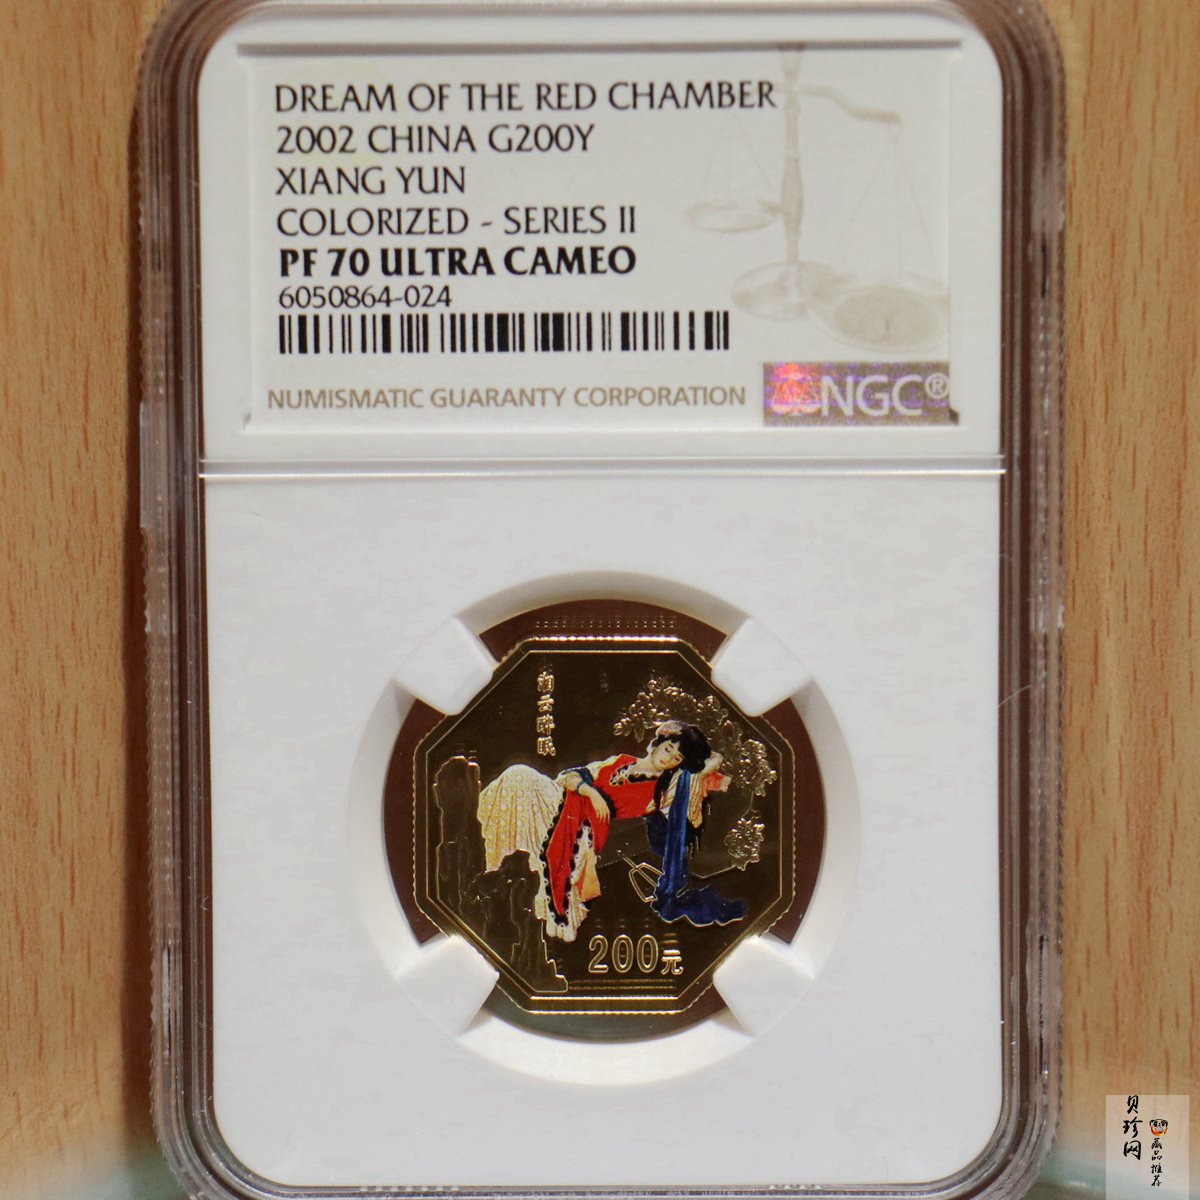 DREAM OF THE RED CHAMBER
2002 CHINA G200Y
XIANG YUN
COLORIZED - SERIES II
PF 70 ULTRA CAMEO
6050864-024
NUMISMATIC GUARANTY CORPORATION
NGC®
湘云醉眠
200元
贝珍网
藏品推荐